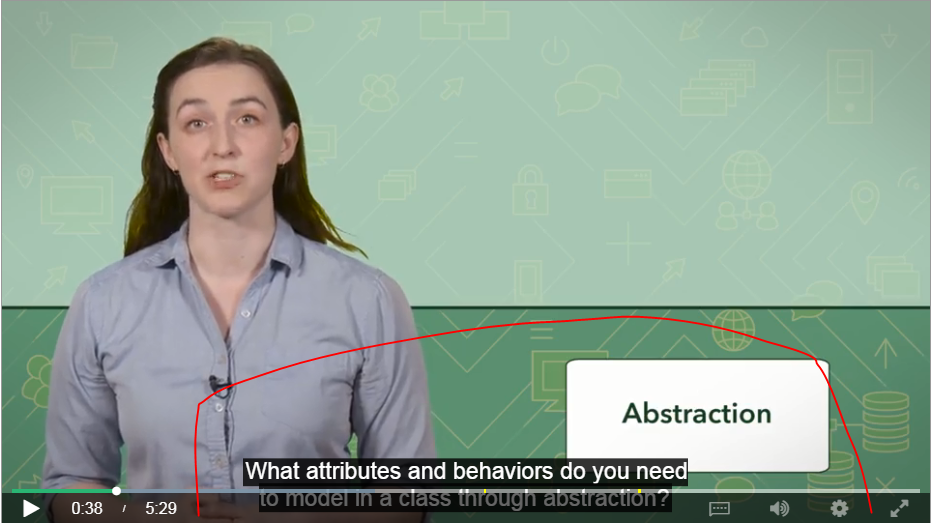 Abstraction
What attributes and behaviors do you need
to model in a class through abstraction?
0:38 / 5:29